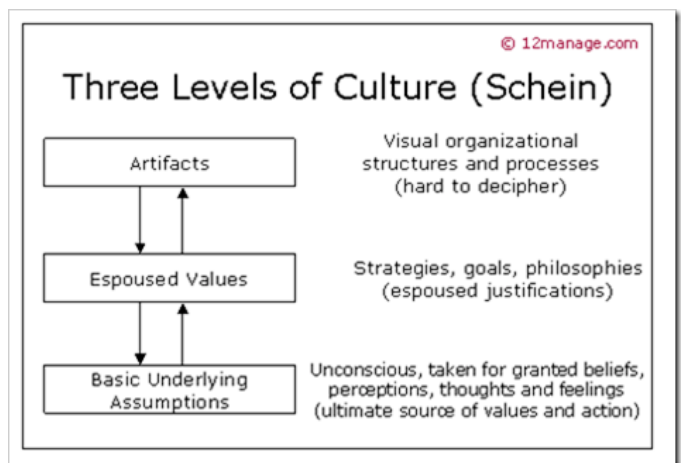 © 12manage.com
Three Levels of Culture (Schein)
Artifacts
Visual organizational
structures and processes
(hard to decipher)
Espoused Values
Strategies, goals, philosophies
(espoused justifications)
Basic Underlying
Assumptions
Unconscious, taken for granted beliefs,
perceptions, thoughts and feelings
(ultimate source of values and action)